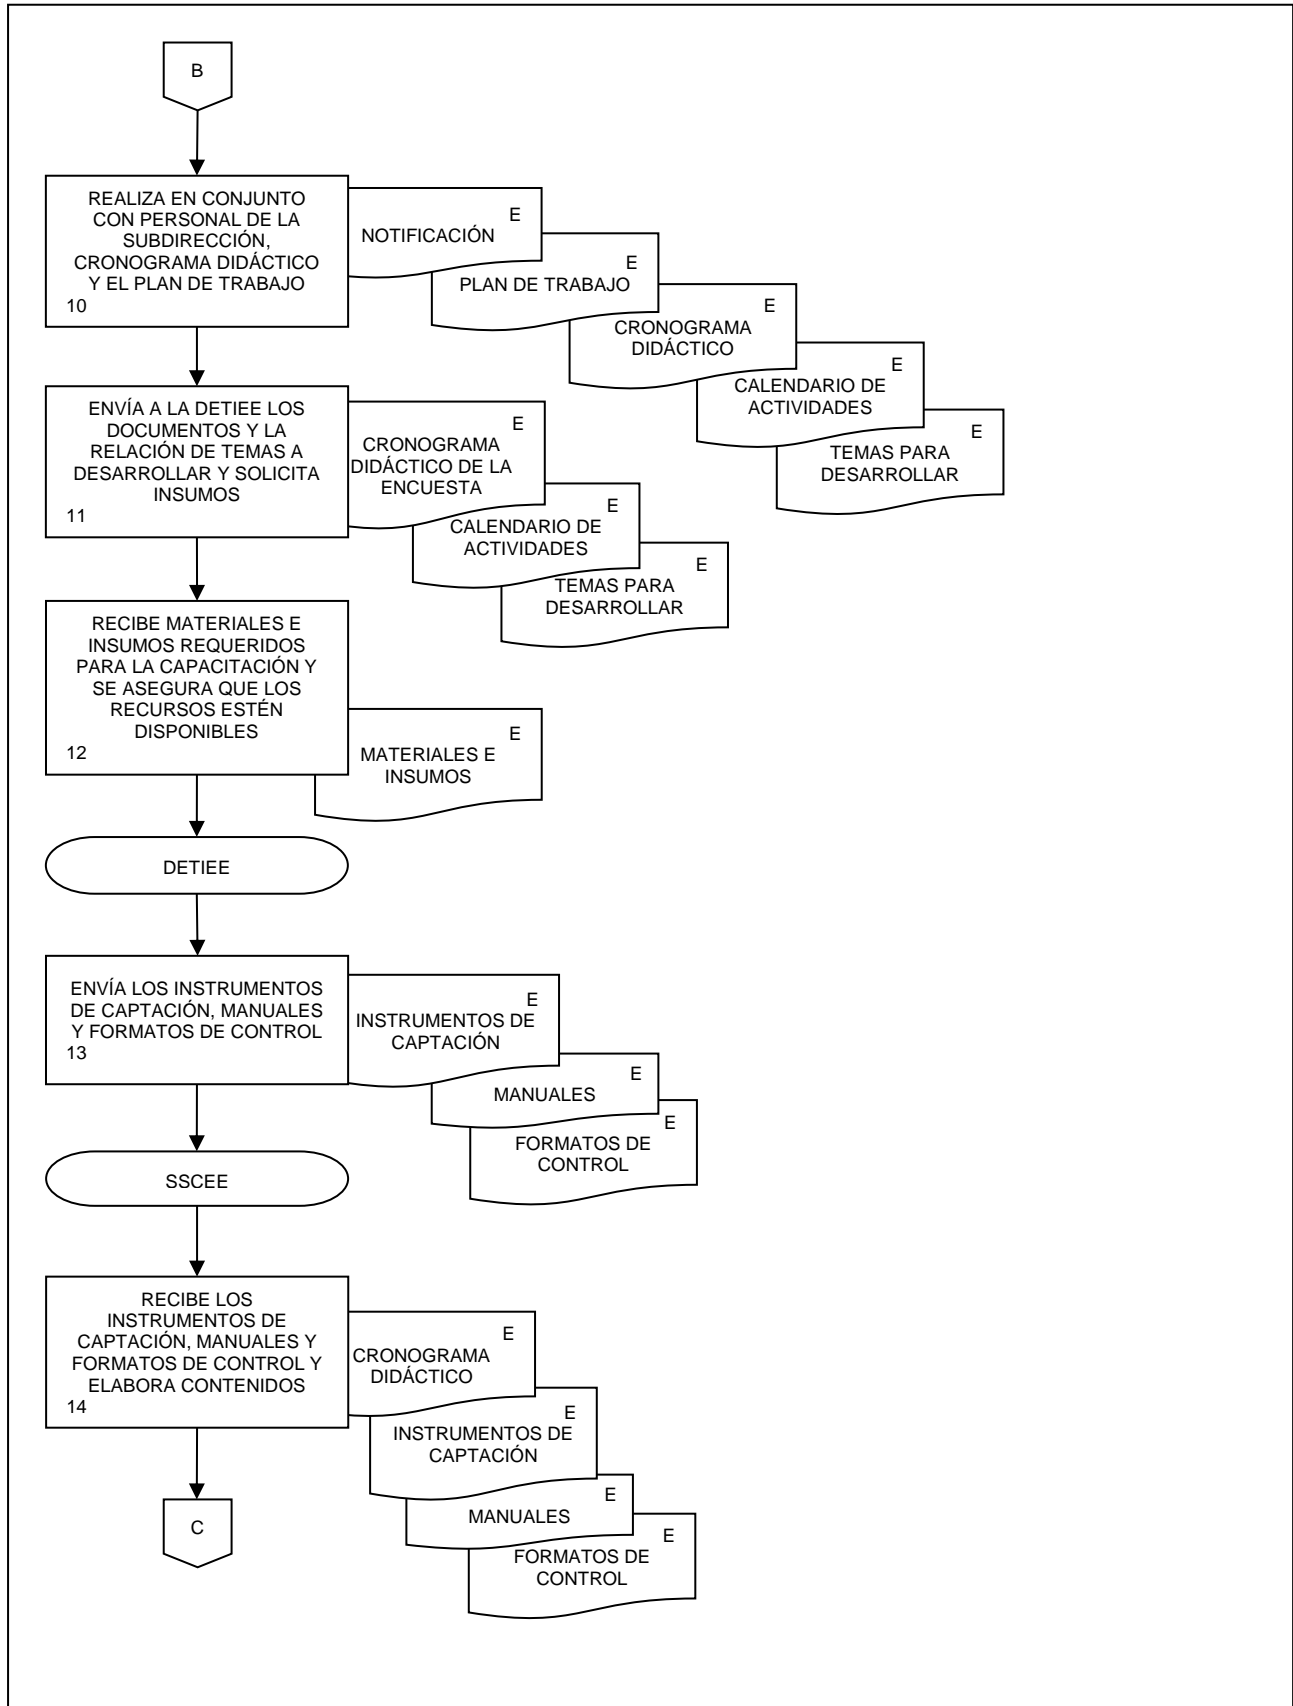 B
REALIZA EN CONJUNTO
CON PERSONAL DE LA
SUBDIRECCIÓN,
CRONOGRAMA DIDÁCTICO
Y EL PLAN DE TRABAJO
10
E
NOTIFICACIÓN
E
PLAN DE TRABAJO
E
CRONOGRAMA
DIDÁCTICO
E
CALENDARIO DE
ACTIVIDADES
E
TEMAS PARA
DESARROLLAR
ENVÍA A LA DETIEE LOS
DOCUMENTOS Y LA
RELACIÓN DE TEMAS A
DESARROLLAR Y SOLICITA
INSUMOS
11
E
CRONOGRAMA
DIDÁCTICO DE LA
ENCUESTA
E
CALENDARIO DE
ACTIVIDADES
E
TEMAS PARA
DESARROLLAR
RECIBE MATERIALES E
INSUMOS REQUERIDOS
PARA LA CAPACITACIÓN Y
SE ASEGURA QUE LOS
RECURSOS ESTÉN
DISPONIBLES
12
E
MATERIALES E
INSUMOS
DETIEE
ENVÍA LOS INSTRUMENTOS
DE CAPTACIÓN, MANUALES
Y FORMATOS DE CONTROL
13
E
INSTRUMENTOS DE
CAPTACIÓN
E
MANUALES
E
FORMATOS DE
CONTROL
SSCEE
RECIBE LOS
INSTRUMENTOS DE
CAPTACIÓN, MANUALES Y
FORMATOS DE CONTROL Y
ELABORA CONTENIDOS
14
E
CRONOGRAMA
DIDÁCTICO
E
INSTRUMENTOS DE
CAPTACIÓN
E
MANUALES
E
FORMATOS DE
CONTROL
C